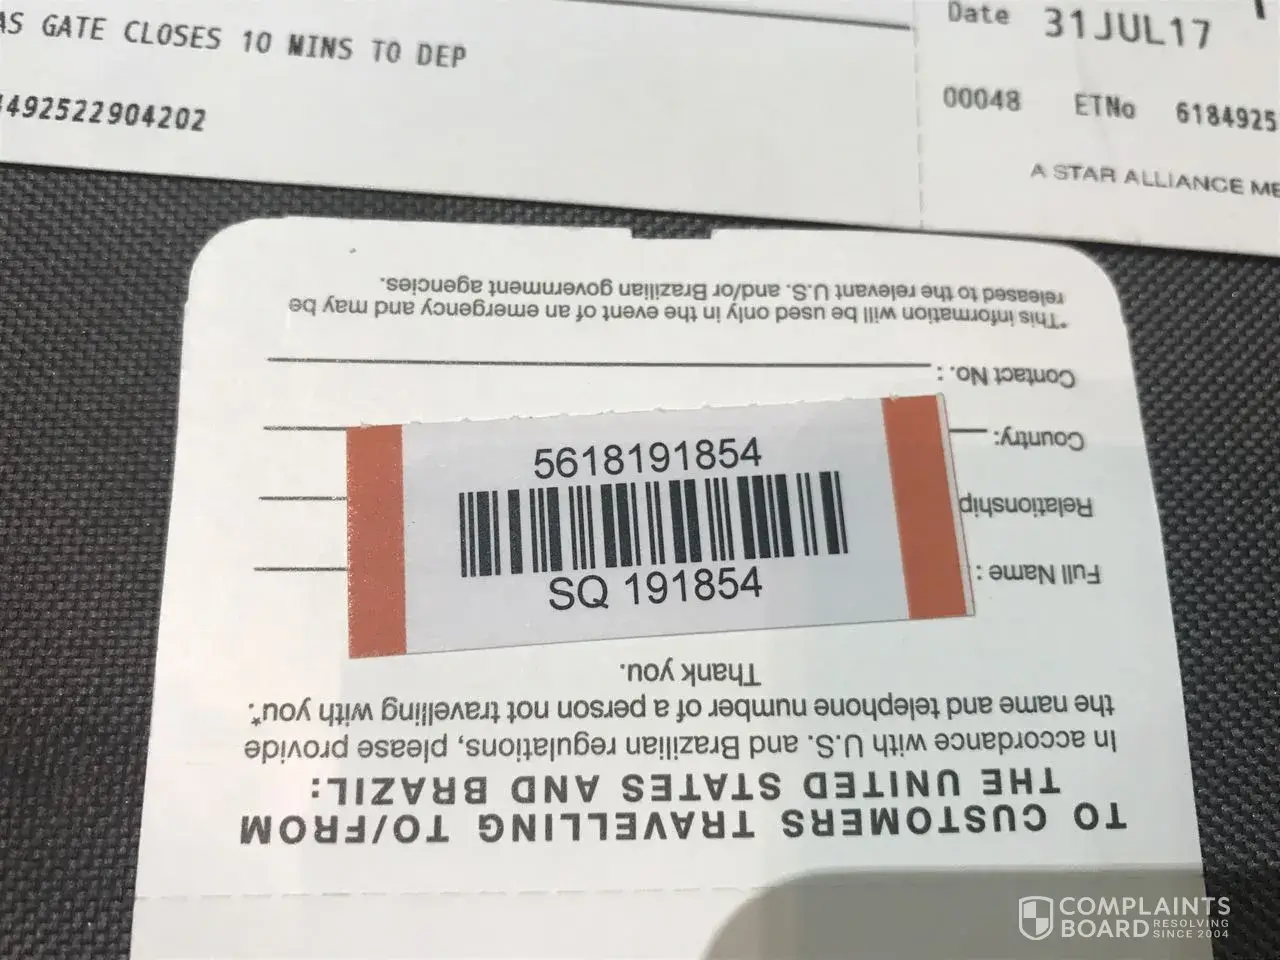 AS GATE CLOSES 10 MINS TO DEP
4492522904202
Date 31JUL17
00048 ETNo 6184925
A STAR ALLIANCE ME
TO CUSTOMERS TRAVELLING TO/FROM
THE UNITED STATES AND BRAZIL:
In accordance with U.S. and Brazilian regulations, please, provide
the name and telephone number of a person not travelling with you*.
Thank you.
Full Name :
Relationship
Country:
Contact No. :
*This information will be used only in the event of an emergency and may be
released to the relevant U.S. and/or Brazilian government agencies.
5618191854
SQ 191854
COMPLAINTS
BOARD RESOLVING
SINCE 2004